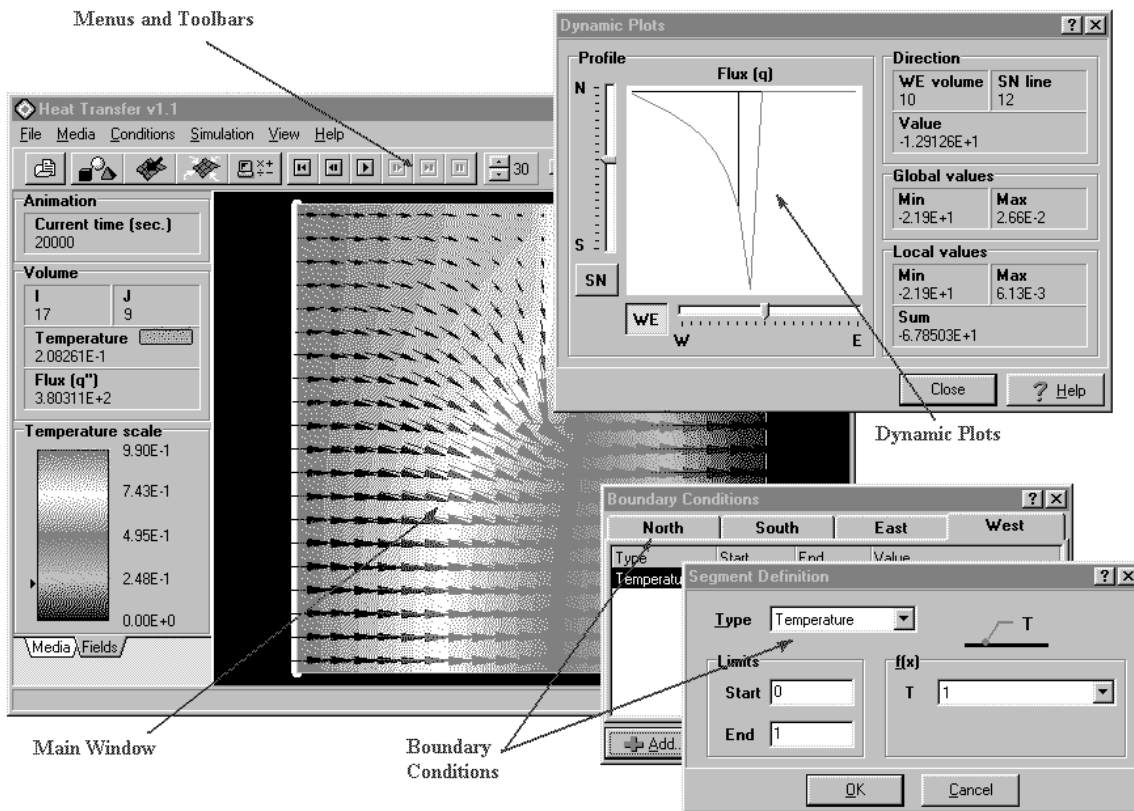 Menus and Toolbars
Heat Transfer v1.1
File Media Conditions Simulation View Help
30
Animation
Current time (sec.)
20000
Volume
I J
17 9
Temperature
2.08261E-1
Flux (q'')
3.80311E+2
Temperature scale
9.90E-1
7.43E-1
4.95E-1
2.48E-1
0.00E+0
Media Fields
Dynamic Plots
Profile
Flux (q)
N
S
SN
WE
W E
Direction
WE volume SN line
10 12
Value
-1.29126E+1
Global values
Min Max
-2.19E+1 2.66E-2
Local values
Min Max
-2.19E+1 6.13E-3
Sum
-6.78503E+1
Close ? Help
Dynamic Plots
Boundary Conditions
North South East West
Type Start End Value
Temperatu
Add..
Segment Definition
Type Temperature
T
Limits
Start 0
End 1
f(x)
T 1
OK Cancel
Main Window
Boundary
Conditions